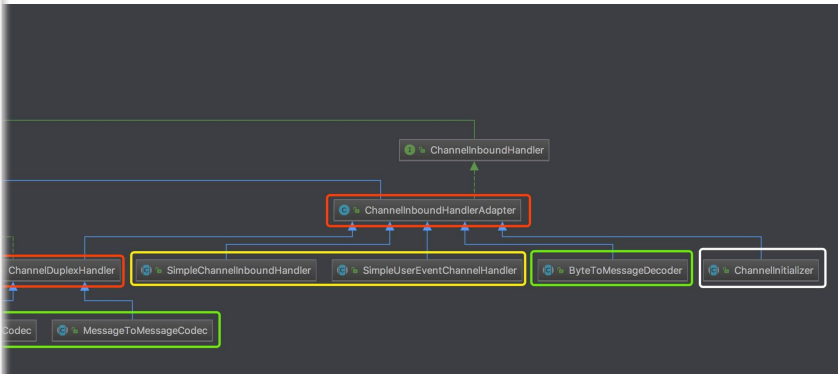 ChannelInboundHandler
ChannelInboundHandlerAdapter
ChannelDuplexHandler
SimpleChannelInboundHandler
SimpleUserEventChannelHandler
ByteToMessageDecoder
ChannelInitializer
Codec
MessageToMessageCodec